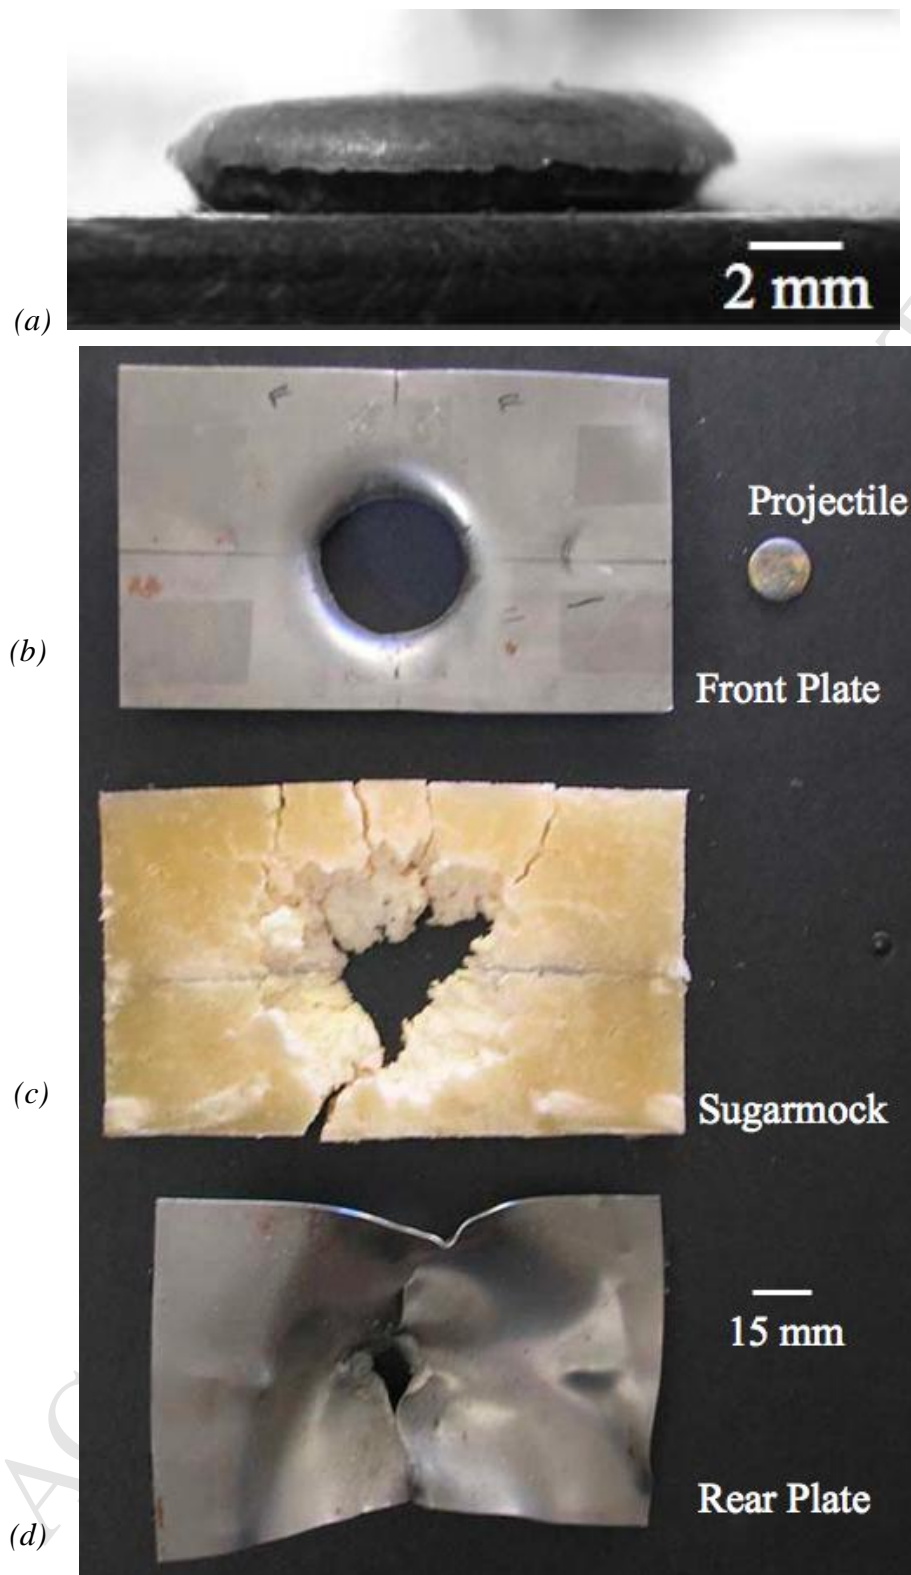 2 mm
(a)
Projectile
(b)
Front Plate
(c)
Sugarmock
15 mm
Rear Plate
(d)